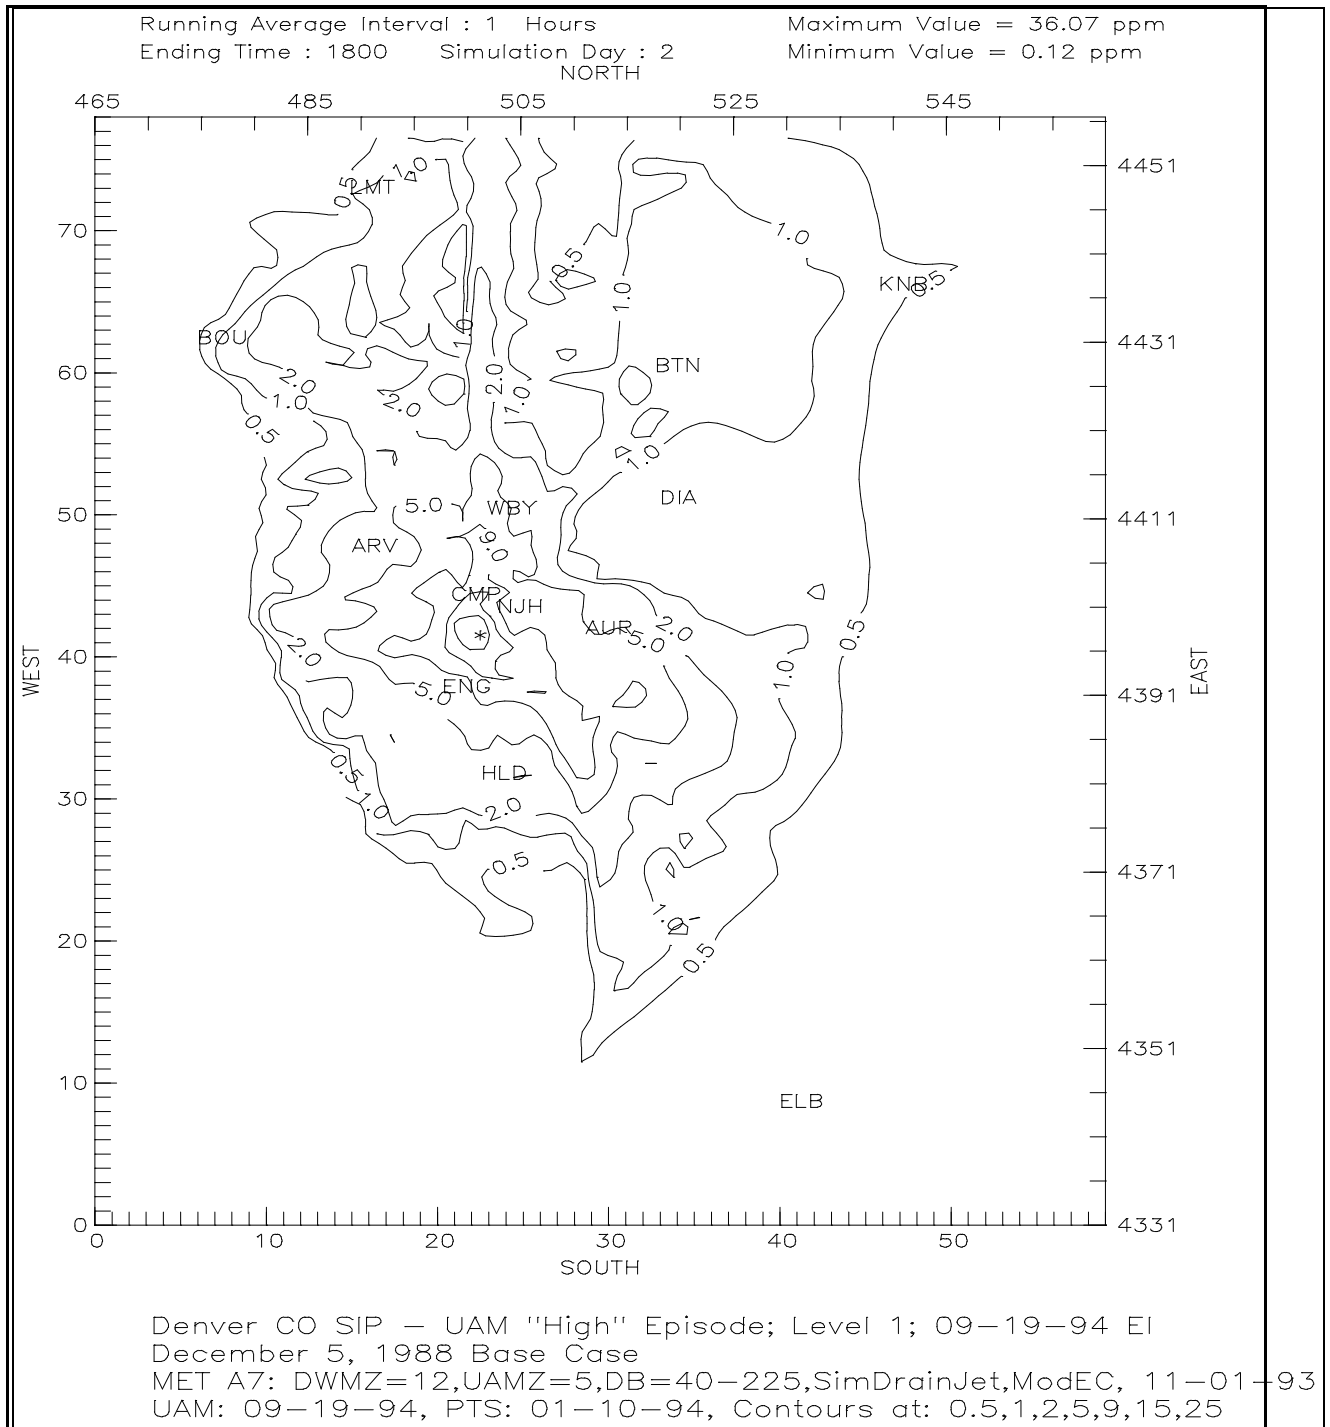 Running Average Interval : 1 Hours Maximum Value = 36.07 ppm
Ending Time : 1800 Simulation Day : 2 Minimum Value = 0.12 ppm
NORTH
465 485 505 525 545
4451
1.0
LMT
0.5
70
1.0
0.5
KNB
0.5
1.0
BOU
1.0
4431
BTN
60
2.0
2.0
1.0
2.0
1.0
0.5
1.0
DIA
5.0
WBY
50
4411
ARV
9.0
CMP
NJH
AUR
2.0
5.0
0.5
*
2.0
40
WEST
EAST
1.0
ENG
5.0
4391
HLD
0.5
30
1.0
2.0
0.5
4371
1.0
20
0.5
4351
10
ELB
0
4331
0 10 20 30 40 50
SOUTH
Denver CO SIP – UAM "High" Episode; Level 1; 09–19–94 EI
December 5, 1988 Base Case
MET A7: DWMZ=12,UAMZ=5,DB=40–225,SimDrainJet,ModEC, 11–01–93
UAM: 09–19–94, PTS: 01–10–94, Contours at: 0.5,1,2,5,9,15,25